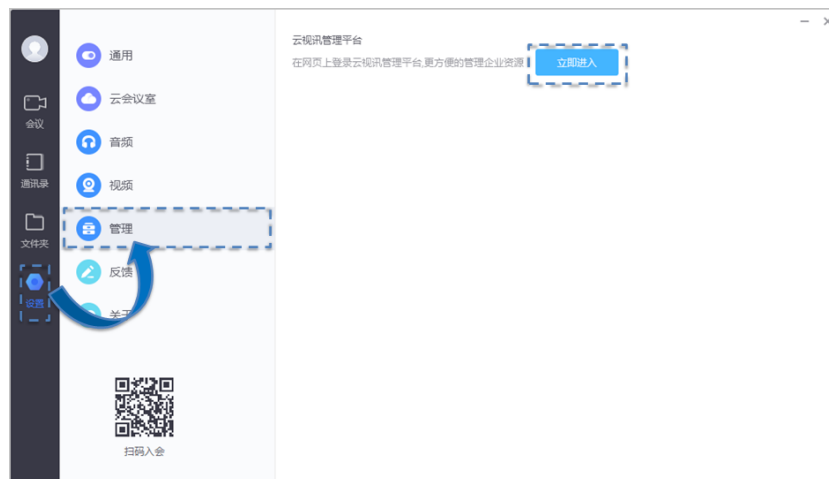 会议
通讯录
文件夹
设置
通用
云会议室
音频
视频
管理
反馈
关于
扫码入会
云视讯管理平台
在网页上登录云视讯管理平台,更方便的管理企业资源
立即进入